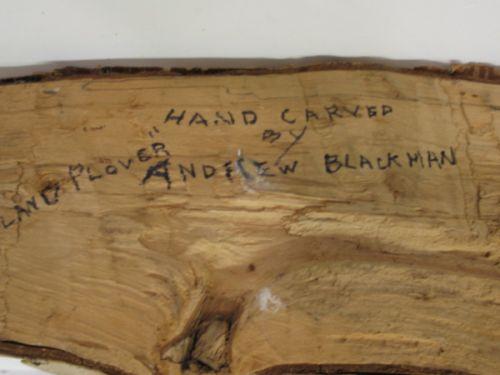 HAND CARVED
BY
ANDREW BLACKMAN
LAND PLOVER"